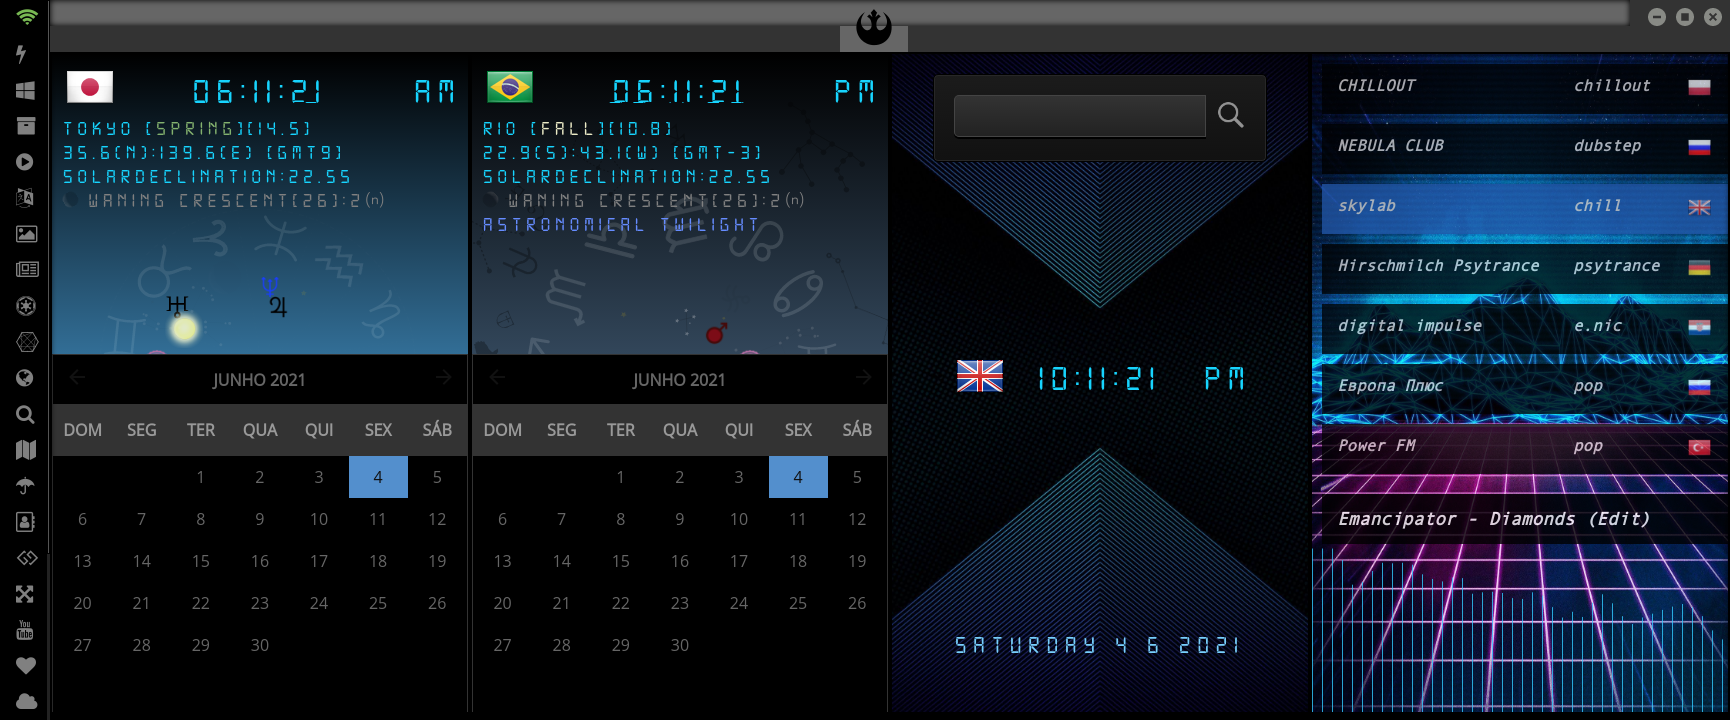 06:11:21 AM
TOKYO [SPRING][14.5]
35.6(N):139.6(E) [GMT9]
SOLARDECLINATION:22.55
WANING CRESCENT[26]:2(n)
JUNHO 2021
DOM SEG TER QUA QUI SEX SÁB
1 2 3 4 5
6 7 8 9 10 11 12
13 14 15 16 17 18 19
20 21 22 23 24 25 26
27 28 29 30
06:11:21 PM
RIO [FALL][10.8]
22.9(S):43.1(W) [GMT-3]
SOLARDECLINATION:22.55
WANING CRESCENT[26]:2(n)
ASTRONOMICAL TWILIGHT
JUNHO 2021
DOM SEG TER QUA QUI SEX SÁB
1 2 3 4 5
6 7 8 9 10 11 12
13 14 15 16 17 18 19
20 21 22 23 24 25 26
27 28 29 30
10:11:21 PM
SATURDAY 4 6 2021
CHILLOUT chillout
NEBULA CLUB dubstep
skylab chill
Hirschmilch Psytrance psytrance
digital impulse e.nic
Европа Плюс pop
Power FM pop
Emancipator - Diamonds (Edit)
You
Tube